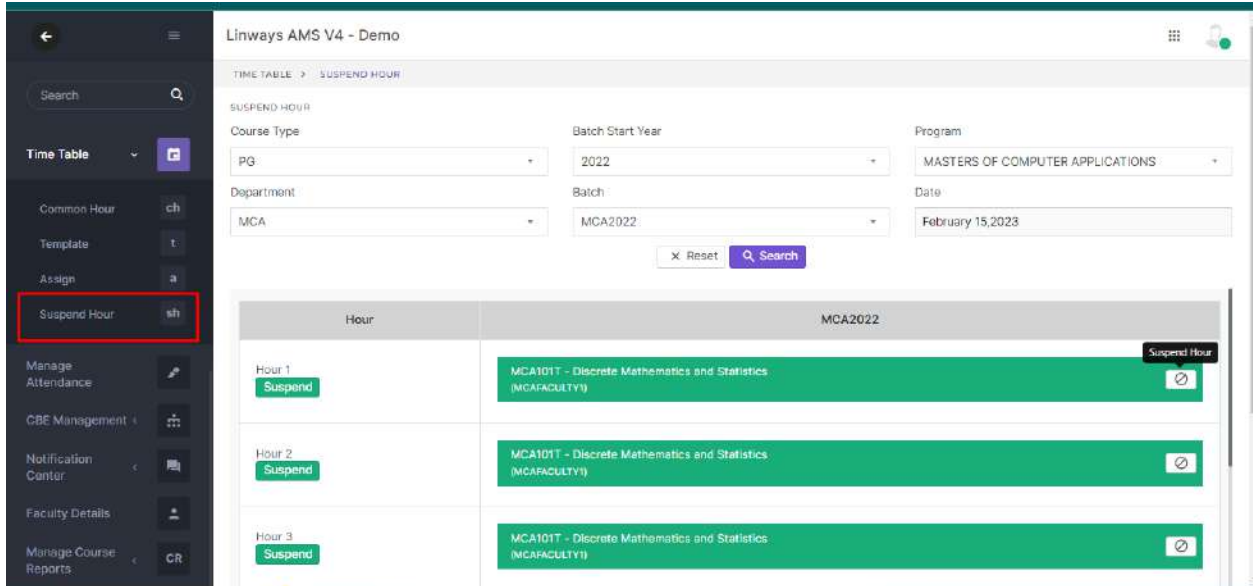 Linways AMS V4 - Demo
Search
Time Table
Common Hour ch
Template t
Assign a
Suspend Hour sh
Manage
Attendance
CBE Management
Notification
Center
Faculty Details
Manage Course
Reports CR
TIME TABLE > SUSPEND HOUR
SUSPEND HOUR
Course Type Batch Start Year Program
PG 2022 MASTERS OF COMPUTER APPLICATIONS
Department Batch Date
MCA MCA2022 February 15,2023
× Reset Search
Hour MCA2022
Suspend Hour
Hour 1 MCA101T - Discrete Mathematics and Statistics
Suspend (MCAFACULTY1)
Hour 2 MCA101T - Discrete Mathematics and Statistics
Suspend (MCAFACULTY1)
Hour 3 MCA101T - Discrete Mathematics and Statistics
Suspend (MCAFACULTY1)